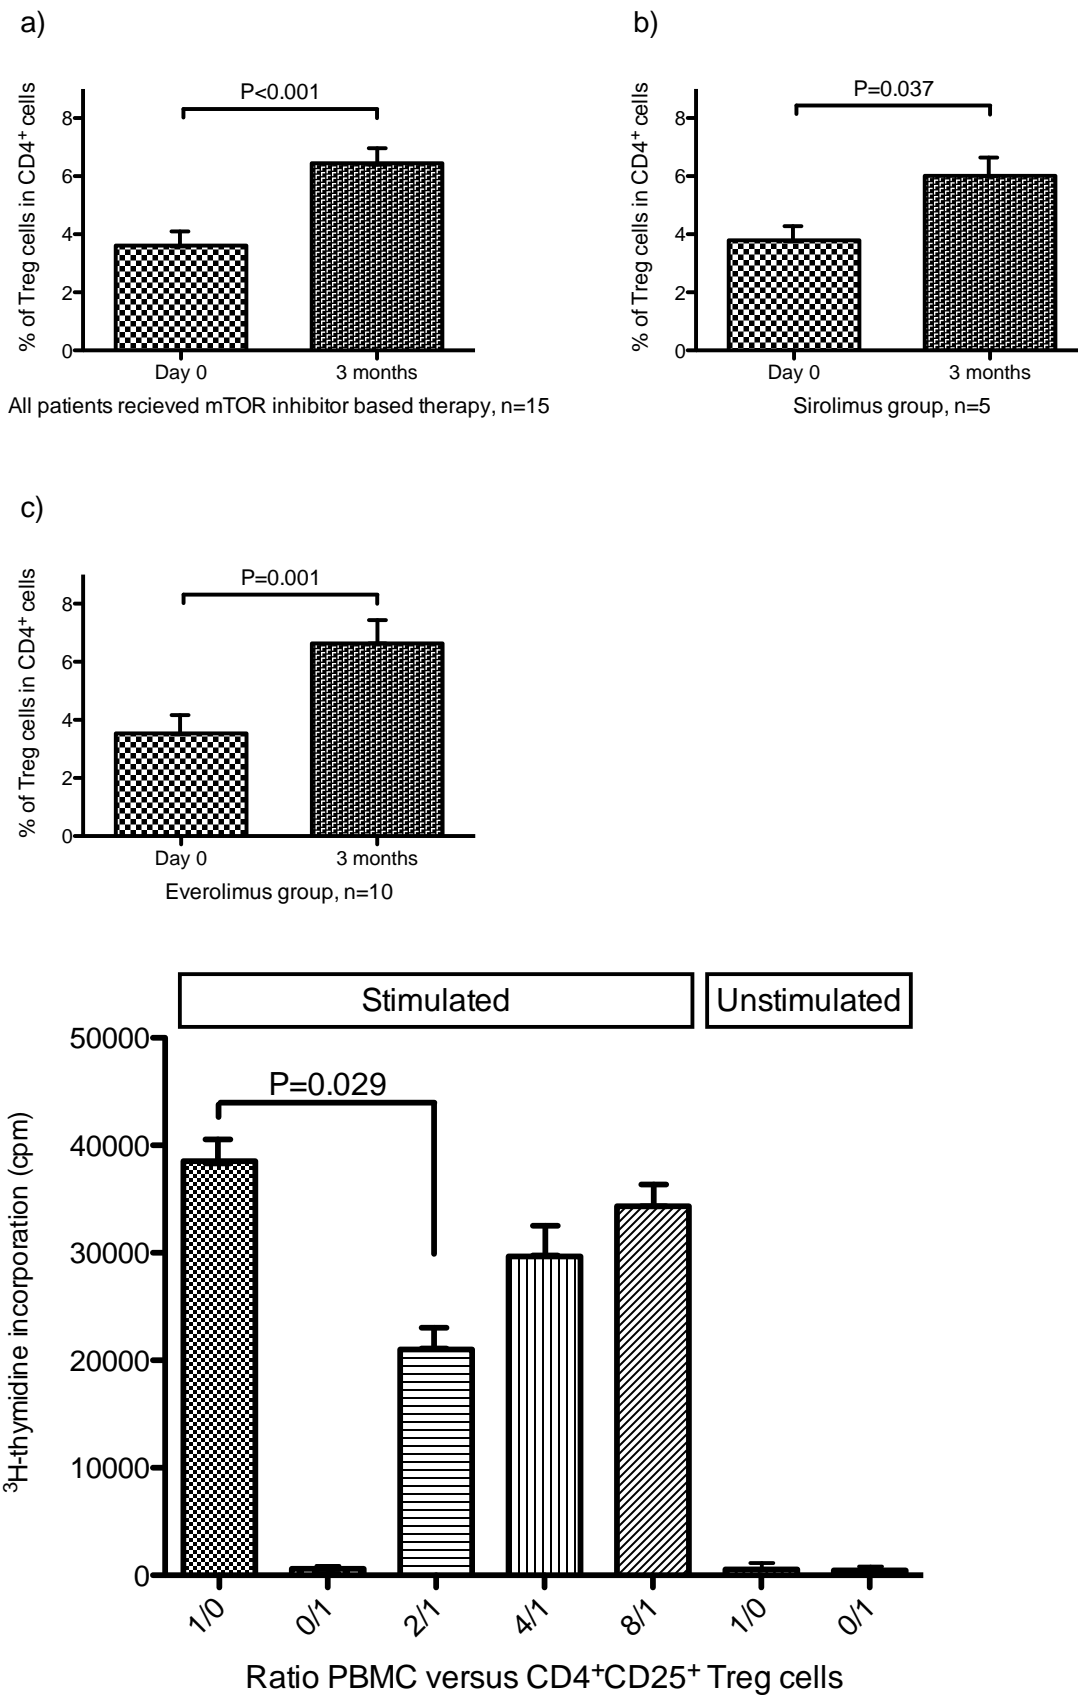 a)
P<0.001
% of Treg cells in CD4⁺ cells
8
6
4
2
0
Day 0
3 months
All patients recieved mTOR inhibitor based therapy, n=15
b)
P=0.037
% of Treg cells in CD4⁺ cells
8
6
4
2
0
Day 0
3 months
Sirolimus group, n=5
c)
P=0.001
% of Treg cells in CD4⁺ cells
8
6
4
2
0
Day 0
3 months
Everolimus group, n=10
Stimulated
Unstimulated
P=0.029
³H-thymidine incorporation (cpm)
50000
40000
30000
20000
10000
0
1/0
0/1
2/1
4/1
8/1
1/0
0/1
Ratio PBMC versus CD4⁺CD25⁺ Treg cells